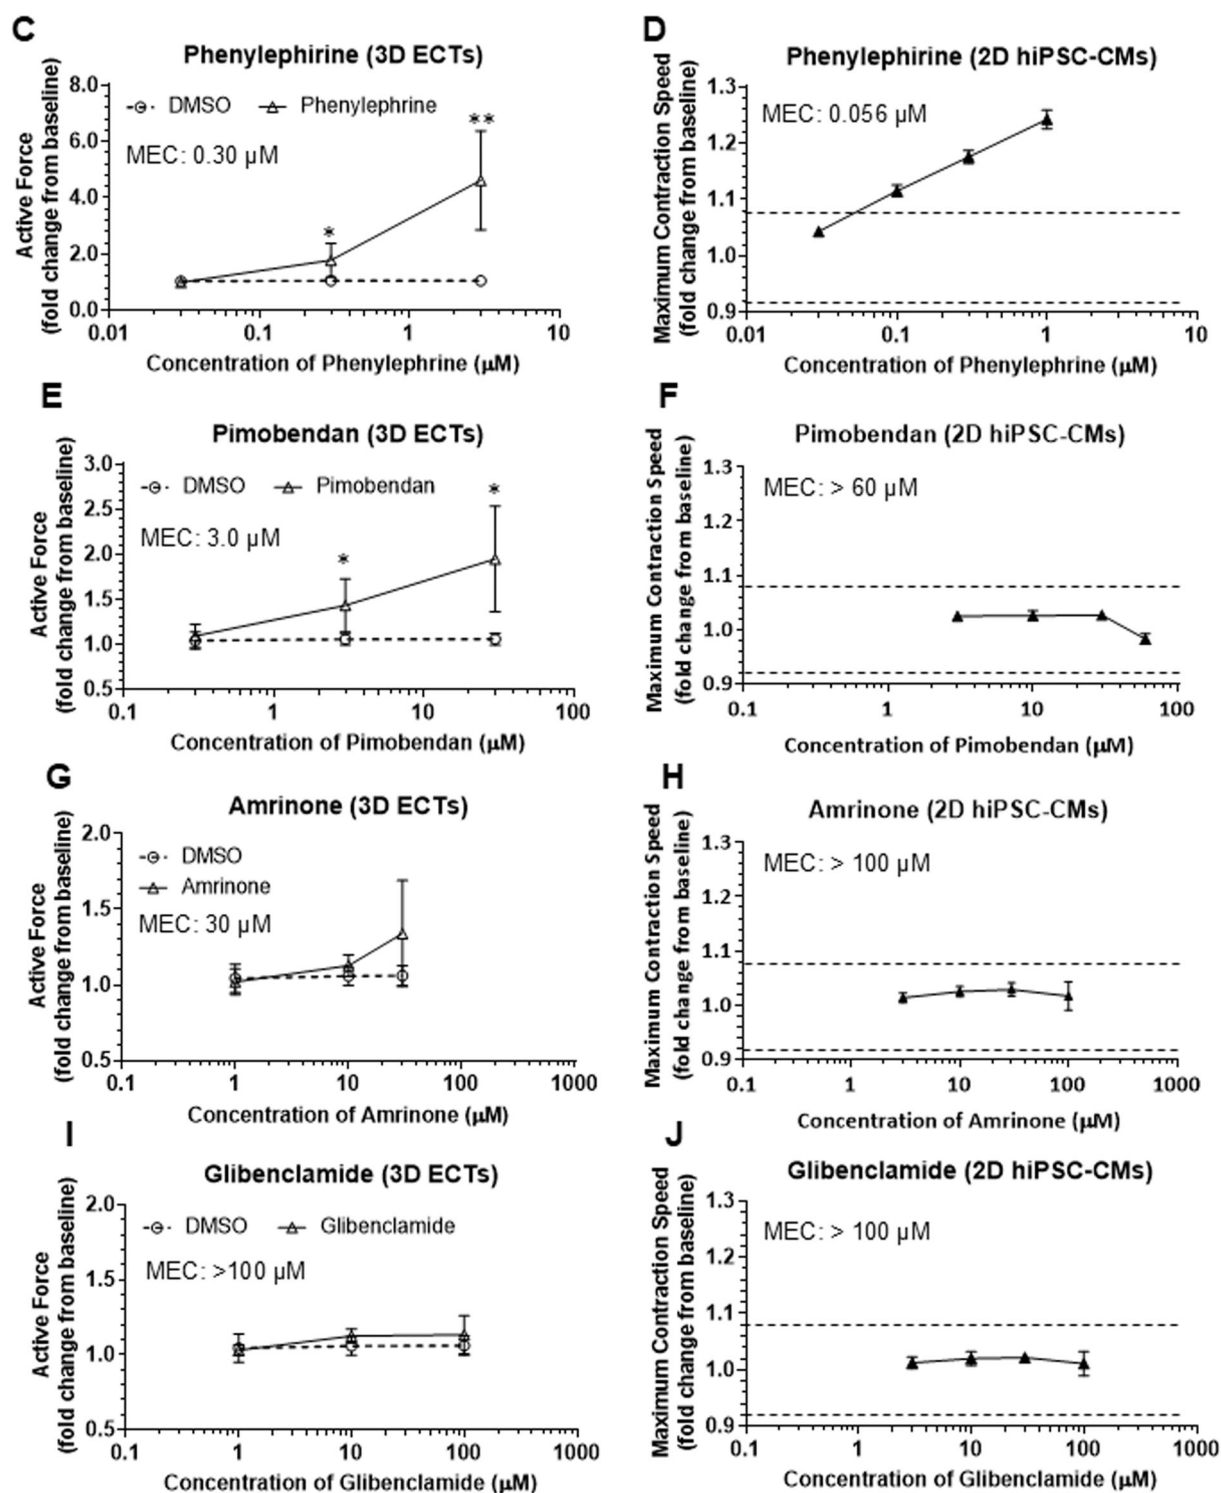 C
Phenylephirine (3D ECTs)
Active Force
(fold change from baseline)
8.0
6.0
4.0
2.0
0.0
DMSO
Phenylephrine
MEC: 0.30 µM
*
**
0.01
0.1
1
10
Concentration of Phenylephrine (µM)
D
Phenylephirine (2D hiPSC-CMs)
Maximum Contraction Speed
(fold change from baseline)
1.3
1.2
1.1
1.0
0.9
MEC: 0.056 µM
0.01
0.1
1
10
Concentration of Phenylephrine (µM)
E
Pimobendan (3D ECTs)
Active Force
(fold change from baseline)
3.0
2.5
2.0
1.5
1.0
0.5
DMSO
Pimobendan
MEC: 3.0 µM
*
*
0.1
1
10
100
Concentration of Pimobendan (µM)
F
Pimobendan (2D hiPSC-CMs)
Maximum Contraction Speed
(fold change from baseline)
1.3
1.2
1.1
1.0
0.9
MEC: > 60 µM
0.1
1
10
100
Concentration of Pimobendan (µM)
G
Amrinone (3D ECTs)
Active Force
(fold change from baseline)
2.0
1.5
1.0
0.5
DMSO
Amrinone
MEC: 30 µM
0.1
1
10
100
1000
Concentration of Amrinone (µM)
H
Amrinone (2D hiPSC-CMs)
Maximum Contraction Speed
(fold change from baseline)
1.3
1.2
1.1
1.0
0.9
MEC: > 100 µM
0.1
1
10
100
1000
Concentration of Amrinone (µM)
I
Glibenclamide (3D ECTs)
Active Force
(fold change from baseline)
2.0
1.5
1.0
0.5
DMSO
Glibenclamide
MEC: >100 µM
0.1
1
10
100
1000
Concentration of Glibenclamide (µM)
J
Glibenclamide (2D hiPSC-CMs)
Maximum Contraction Speed
(fold change from baseline)
1.3
1.2
1.1
1.0
0.9
MEC: > 100 µM
0.1
1
10
100
1000
Concentration of Glibenclamide (µM)